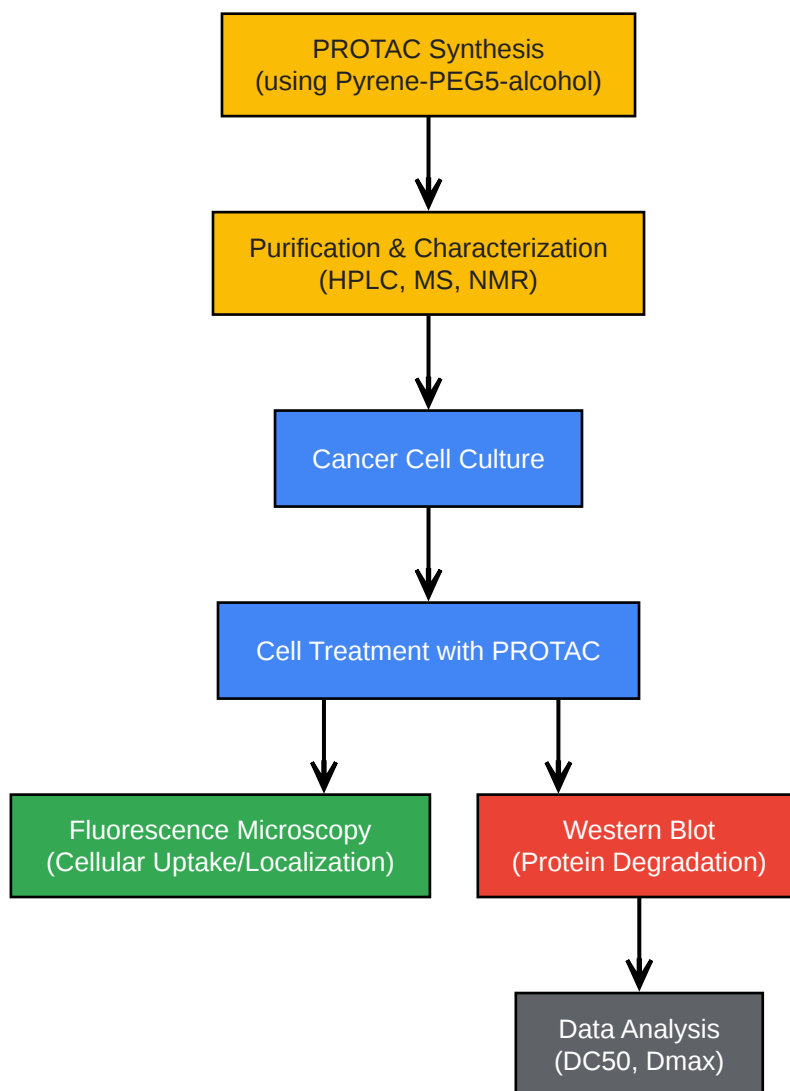 PROTAC Synthesis
(using Pyrene-PEG5-alcohol)
Purification & Characterization
(HPLC, MS, NMR)
Cancer Cell Culture
Cell Treatment with PROTAC
Fluorescence Microscopy
(Cellular Uptake/Localization)
Western Blot
(Protein Degradation)
Data Analysis
(DC50, Dmax)